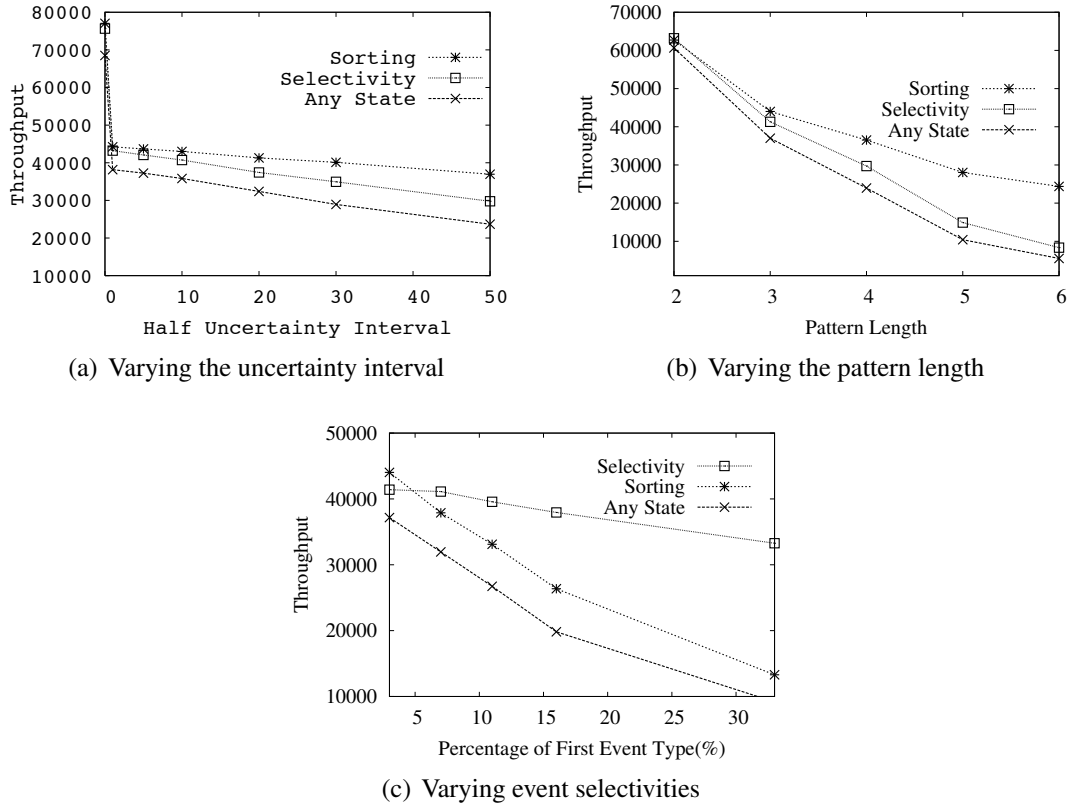 80000
70000
60000
50000
40000
30000
20000
10000
Throughput
Sorting
Selectivity
Any State
0 10 20 30 40 50
Half Uncertainty Interval
(a) Varying the uncertainty interval
70000
60000
50000
40000
30000
20000
10000
Throughput
Sorting
Selectivity
Any State
2 3 4 5 6
Pattern Length
(b) Varying the pattern length
50000
40000
30000
20000
10000
Throughput
Selectivity
Sorting
Any State
5 10 15 20 25 30
Percentage of First Event Type(%)
(c) Varying event selectivities